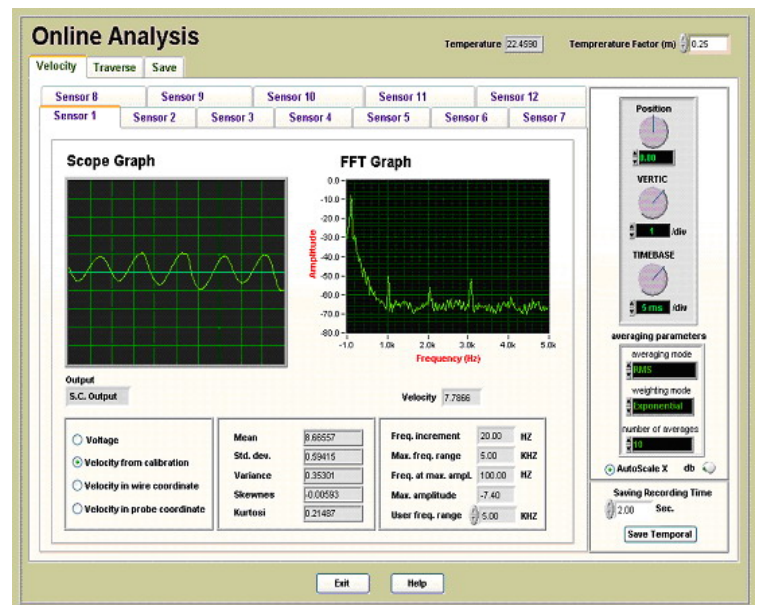 Online Analysis
Temperature 22.4590 Temprerature Factor (m) 0.25
Velocity Traverse Save
Sensor 8 Sensor 9 Sensor 10 Sensor 11 Sensor 12
Sensor 1 Sensor 2 Sensor 3 Sensor 4 Sensor 5 Sensor 6 Sensor 7
Scope Graph
FFT Graph
0.0
-10.0
-20.0
-30.0
-40.0
-50.0
-60.0
-70.0
-80.0
Amplitude
-1.0 1.0k 2.0k 3.0k 4.0k 5.0k
Frequency (Hz)
Output
S.C. Output
Velocity 7.7866
Voltage
Velocity from calibration
Velocity in wire coordinate
Velocity in probe coordinate
Mean 8.66557
Std. dev. 0.59415
Variance 0.35301
Skewnes -0.00593
Kurtosi 0.21487
Freq. increment 20.00 HZ
Max. freq. range 5.00 KHZ
Freq. at max. ampl. 100.00 HZ
Max. amplitude -7.40
User freq. range 5.00 KHZ
Position
0.00
VERTIC
1 /div
TIMEBASE
5 ms /div
averaging parameters
averaging mode
RMS
weighting mode
Exponential
number of averages
10
AutoScale X db
Saving Recording Time
2.00 Sec.
Save Temporal
Exit Help